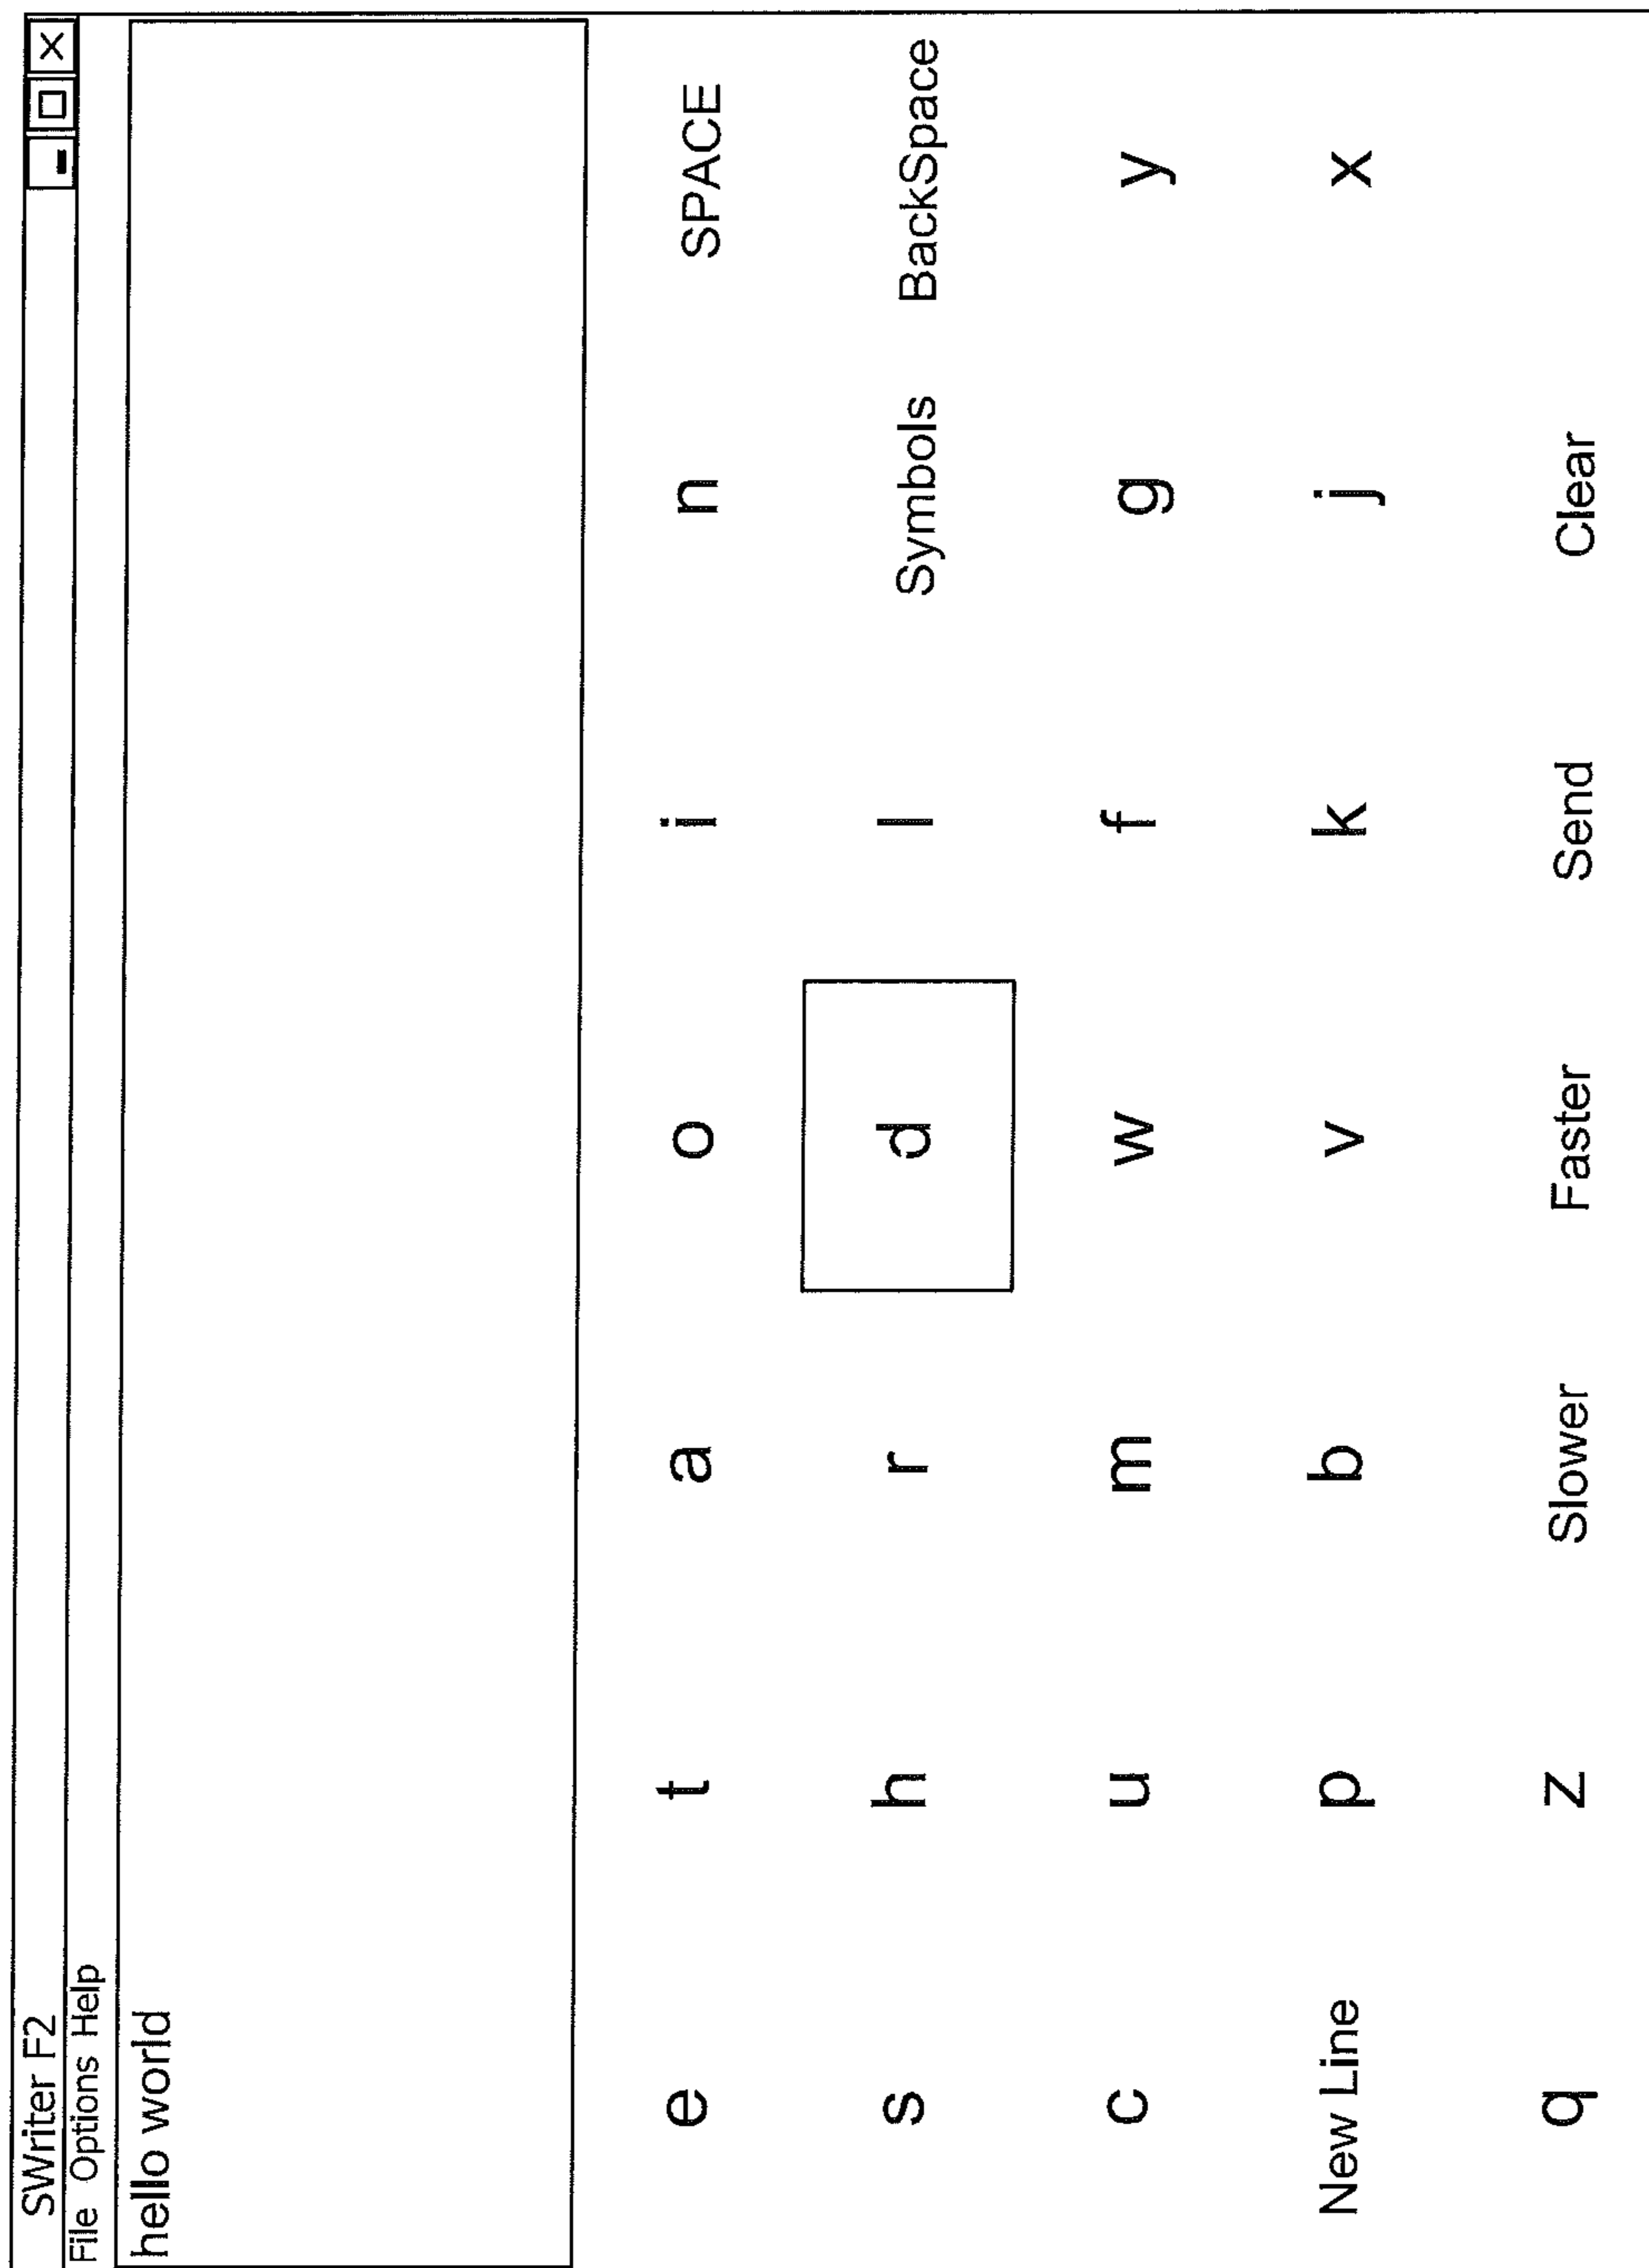 SWriter F2
File Options Help
hello world
e t a o i n SPACE
s h r d l Symbols BackSpace
c u m w f g y
New Line p b v k j x
q z Slower Faster Send Clear